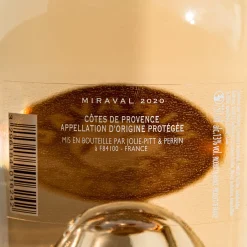 MIRAVAL 2020
CÔTES DE PROVENCE
APPELLATION D'ORIGINE PROTÉGÉE
MIS EN BOUTEILLE PAR JOLIE-PITT & PERRIN
à F84100 - FRANCE